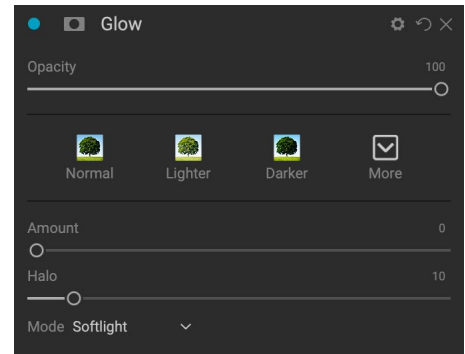 Glow
Opacity 100
Normal Lighter Darker More
Amount 0
Halo 10
Mode Softlight